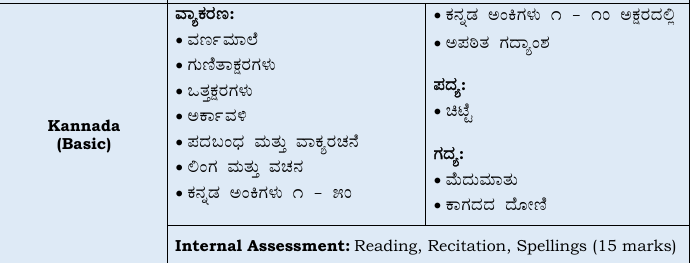 Kannada
(Basic)
ವ್ಯಾಕರಣ:
• ವರ್ಣಮಾಲೆ
• ಗುಣಿತಾಕ್ಷರಗಳು
• ಒತ್ತಕ್ಷರಗಳು
• ಅರ್ಕಾವಳಿ
• ಪದಬಂಧ ಮತ್ತು ವಾಕ್ಯರಚನೆ
• ಲಿಂಗ ಮತ್ತು ವಚನ
• ಕನ್ನಡ ಅಂಕಿಗಳು ೧ – ೫೦
• ಕನ್ನಡ ಅಂಕಿಗಳು ೧ – ೧೦ ಅಕ್ಷರದಲ್ಲಿ
• ಅಪಠಿತ ಗದ್ಯಾಂಶ
ಪದ್ಯ:
• ಚಿಟ್ಟೆ
ಗದ್ಯ:
• ಮೆದುಮಾತು
• ಕಾಗದದ ದೋಣಿ
Internal Assessment: Reading, Recitation, Spellings (15 marks)